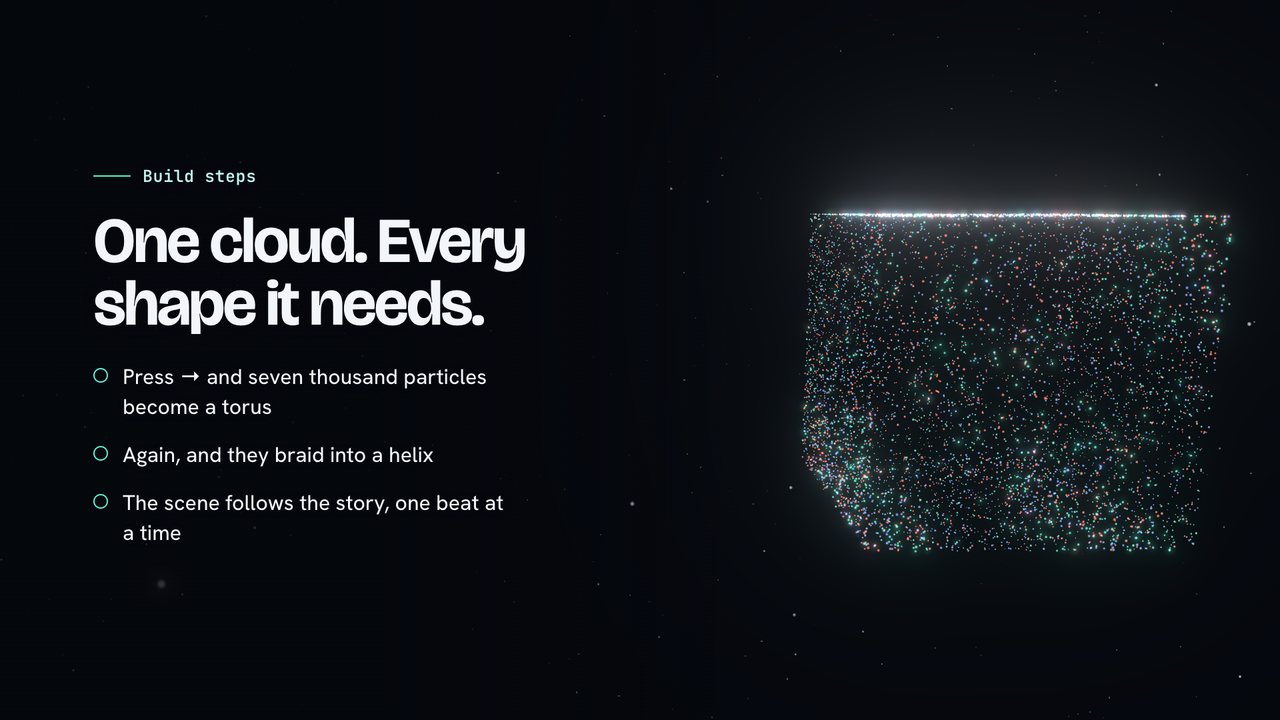 Build steps
One cloud. Every
shape it needs.
Press → and seven thousand particles
become a torus
Again, and they braid into a helix
The scene follows the story, one beat at
a time